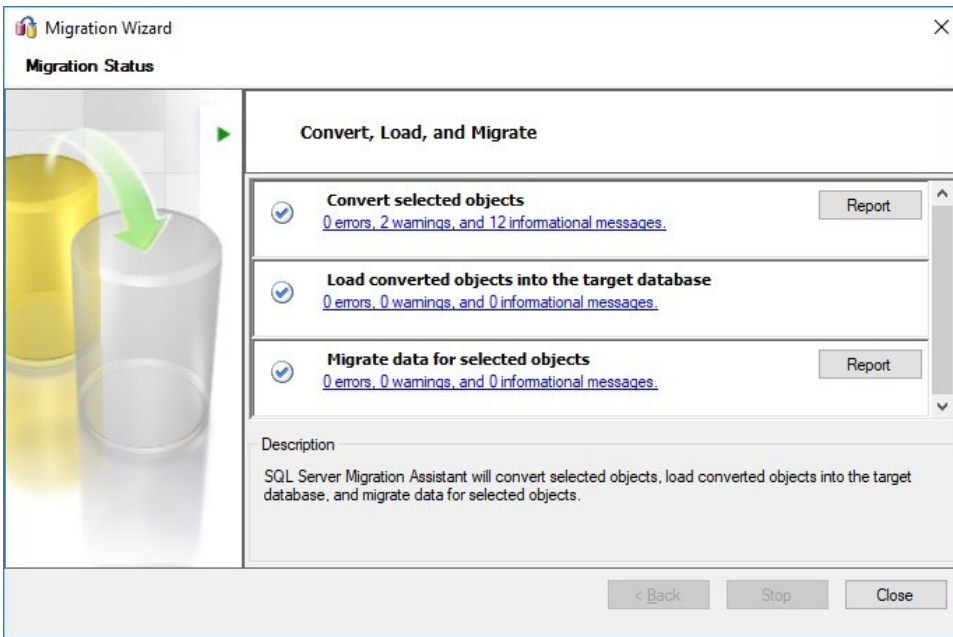 Migration Wizard
Migration Status
Convert, Load, and Migrate
Convert selected objects
Report
0 errors, 2 warnings, and 12 informational messages.
Load converted objects into the target database
0 errors, 0 warnings, and 0 informational messages.
Migrate data for selected objects
Report
0 errors, 0 warnings, and 0 informational messages.
Description
SQL Server Migration Assistant will convert selected objects, load converted objects into the target
database, and migrate data for selected objects.
< Back
Stop
Close